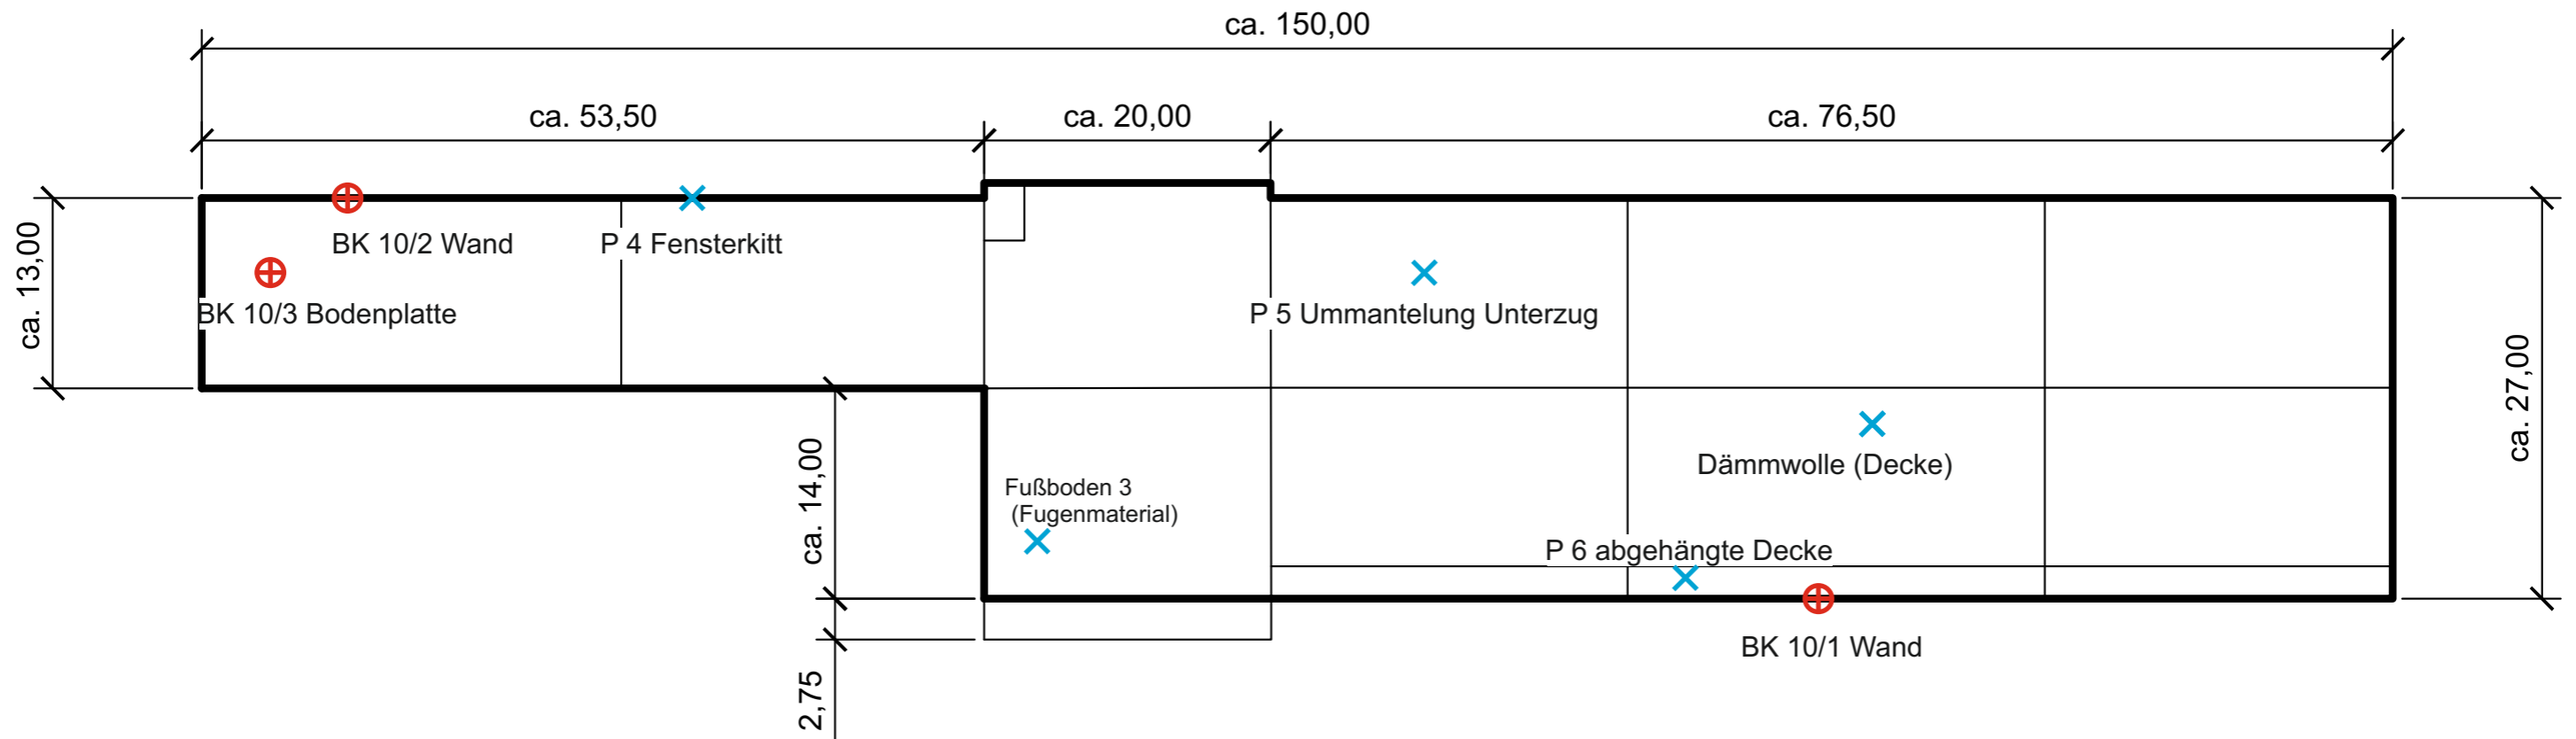 ca. 150,00
ca. 53,50
ca. 20,00
ca. 76,50
ca. 13,00
BK 10/2 Wand
P 4 Fensterkitt
BK 10/3 Bodenplatte
P 5 Ummantelung Unterzug
ca. 27,00
ca. 14,00
Dämmwolle (Decke)
Fußboden 3
(Fugenmaterial)
P 6 abgehängte Decke
BK 10/1 Wand
2,75